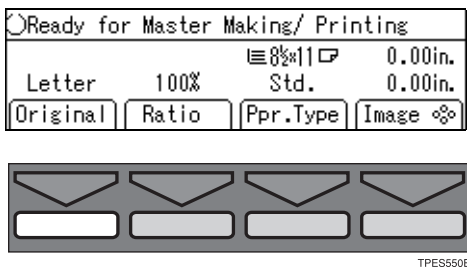 Ready for Master Making/ Printing
8½×11 0.00in.
Letter 100% Std. 0.00in.
Original Ratio Ppr.Type Image
TPES550E